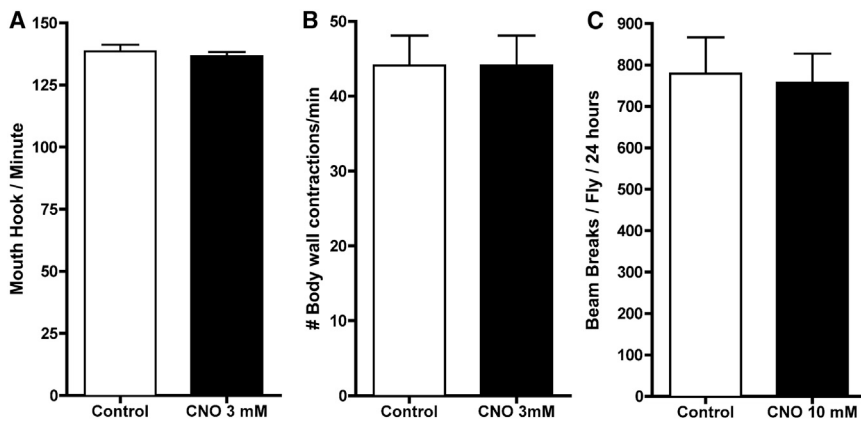 A
150
125
100
75
50
25
0
Mouth Hook / Minute
Control
CNO 3 mM
B
50
40
30
20
10
0
# Body wall contractions/min
Control
CNO 3mM
C
900
800
700
600
500
400
300
200
100
0
Beam Breaks / Fly / 24 hours
Control
CNO 10 mM